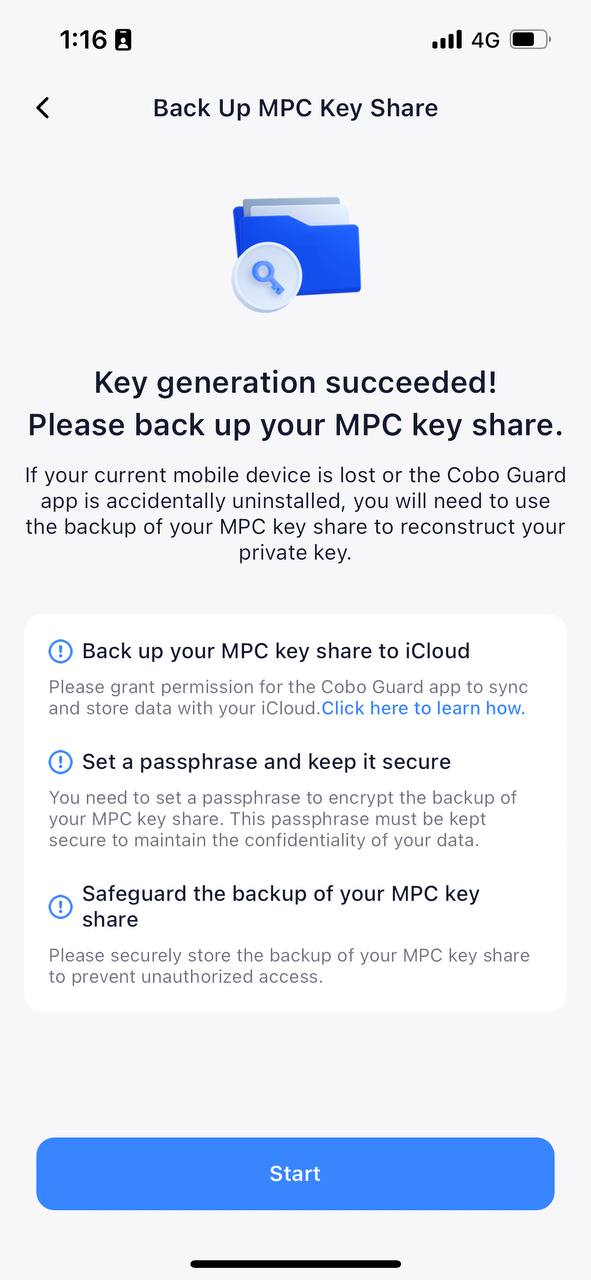 1:16
4G
Back Up MPC Key Share
Key generation succeeded!
Please back up your MPC key share.
If your current mobile device is lost or the Cobo Guard
app is accidentally uninstalled, you will need to use
the backup of your MPC key share to reconstruct your
private key.
Back up your MPC key share to iCloud
Please grant permission for the Cobo Guard app to sync
and store data with your iCloud.Click here to learn how.
Set a passphrase and keep it secure
You need to set a passphrase to encrypt the backup of
your MPC key share. This passphrase must be kept
secure to maintain the confidentiality of your data.
Safeguard the backup of your MPC key
share
Please securely store the backup of your MPC key share
to prevent unauthorized access.
Start